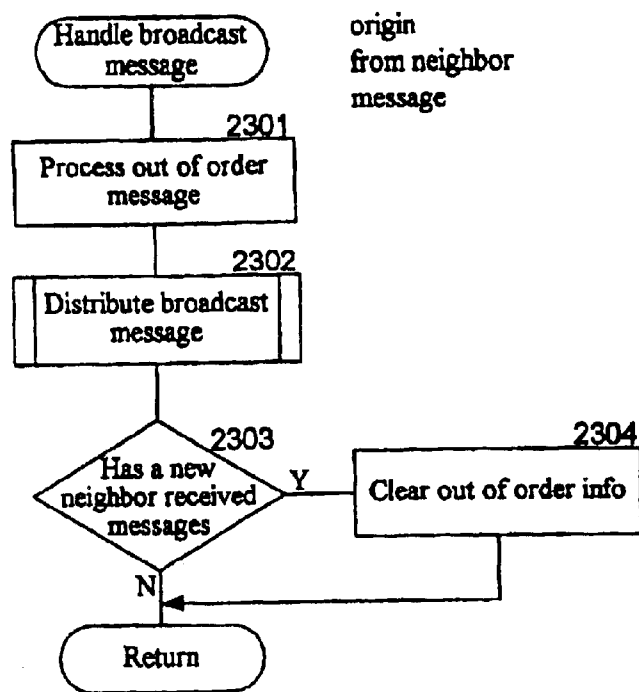 Handle broadcast
message
origin
from neighbor
message
2301
Process out of order
message
2302
Distribute broadcast
message
2303
Has a new
neighbor received
messages
Y
2304
Clear out of order info
N
Return